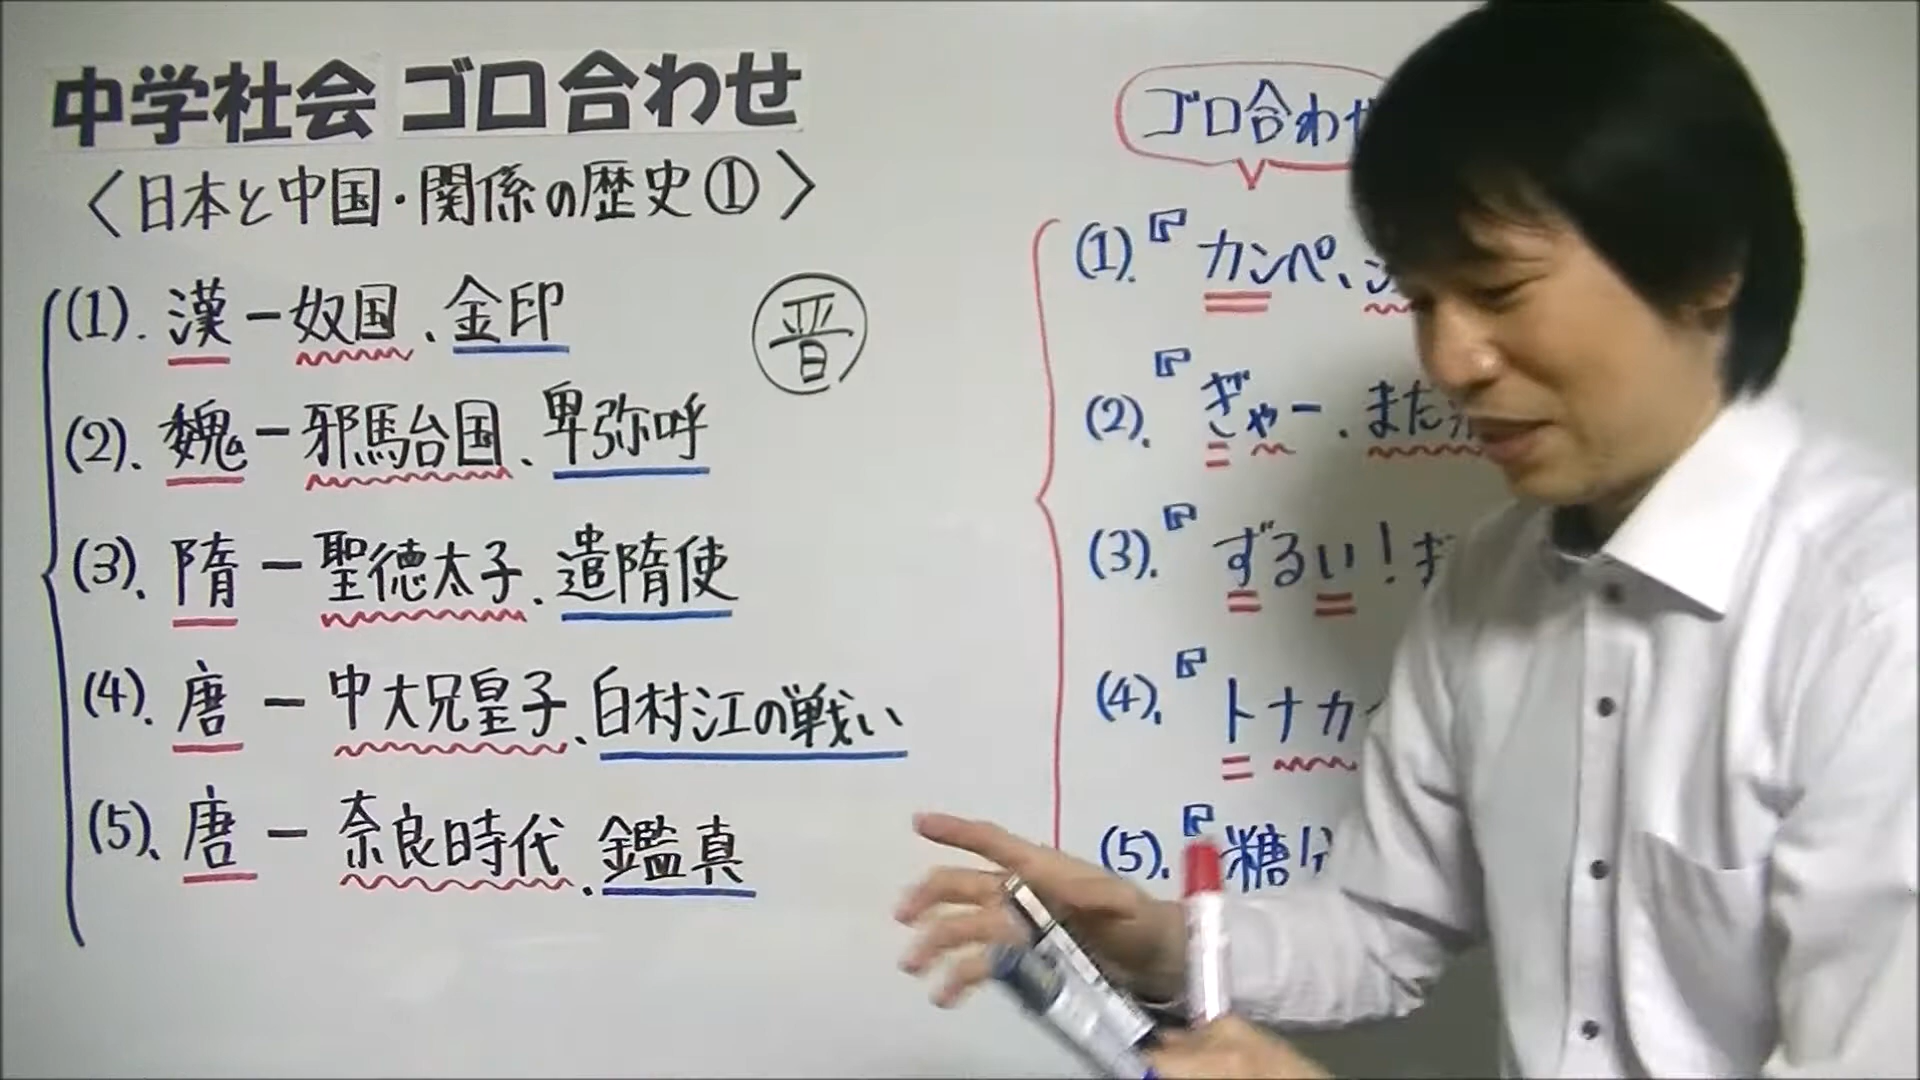 中学社会 ゴロ合わせ
〈日本と中国・関係の歴史①〉
(1). 漢ー奴国、金印
晋
(2). 魏ー邪馬台国、卑弥呼
(3). 隋ー聖徳太子、遣隋使
(4). 唐ー中大兄皇子、白村江の戦い
(5). 唐ー奈良時代、鑑真
ゴロ合わせ
(1).『カンペ、
(2).『ぎゃー、また
(3).『ずるい!
(4).『トナカ
(5).『糖分